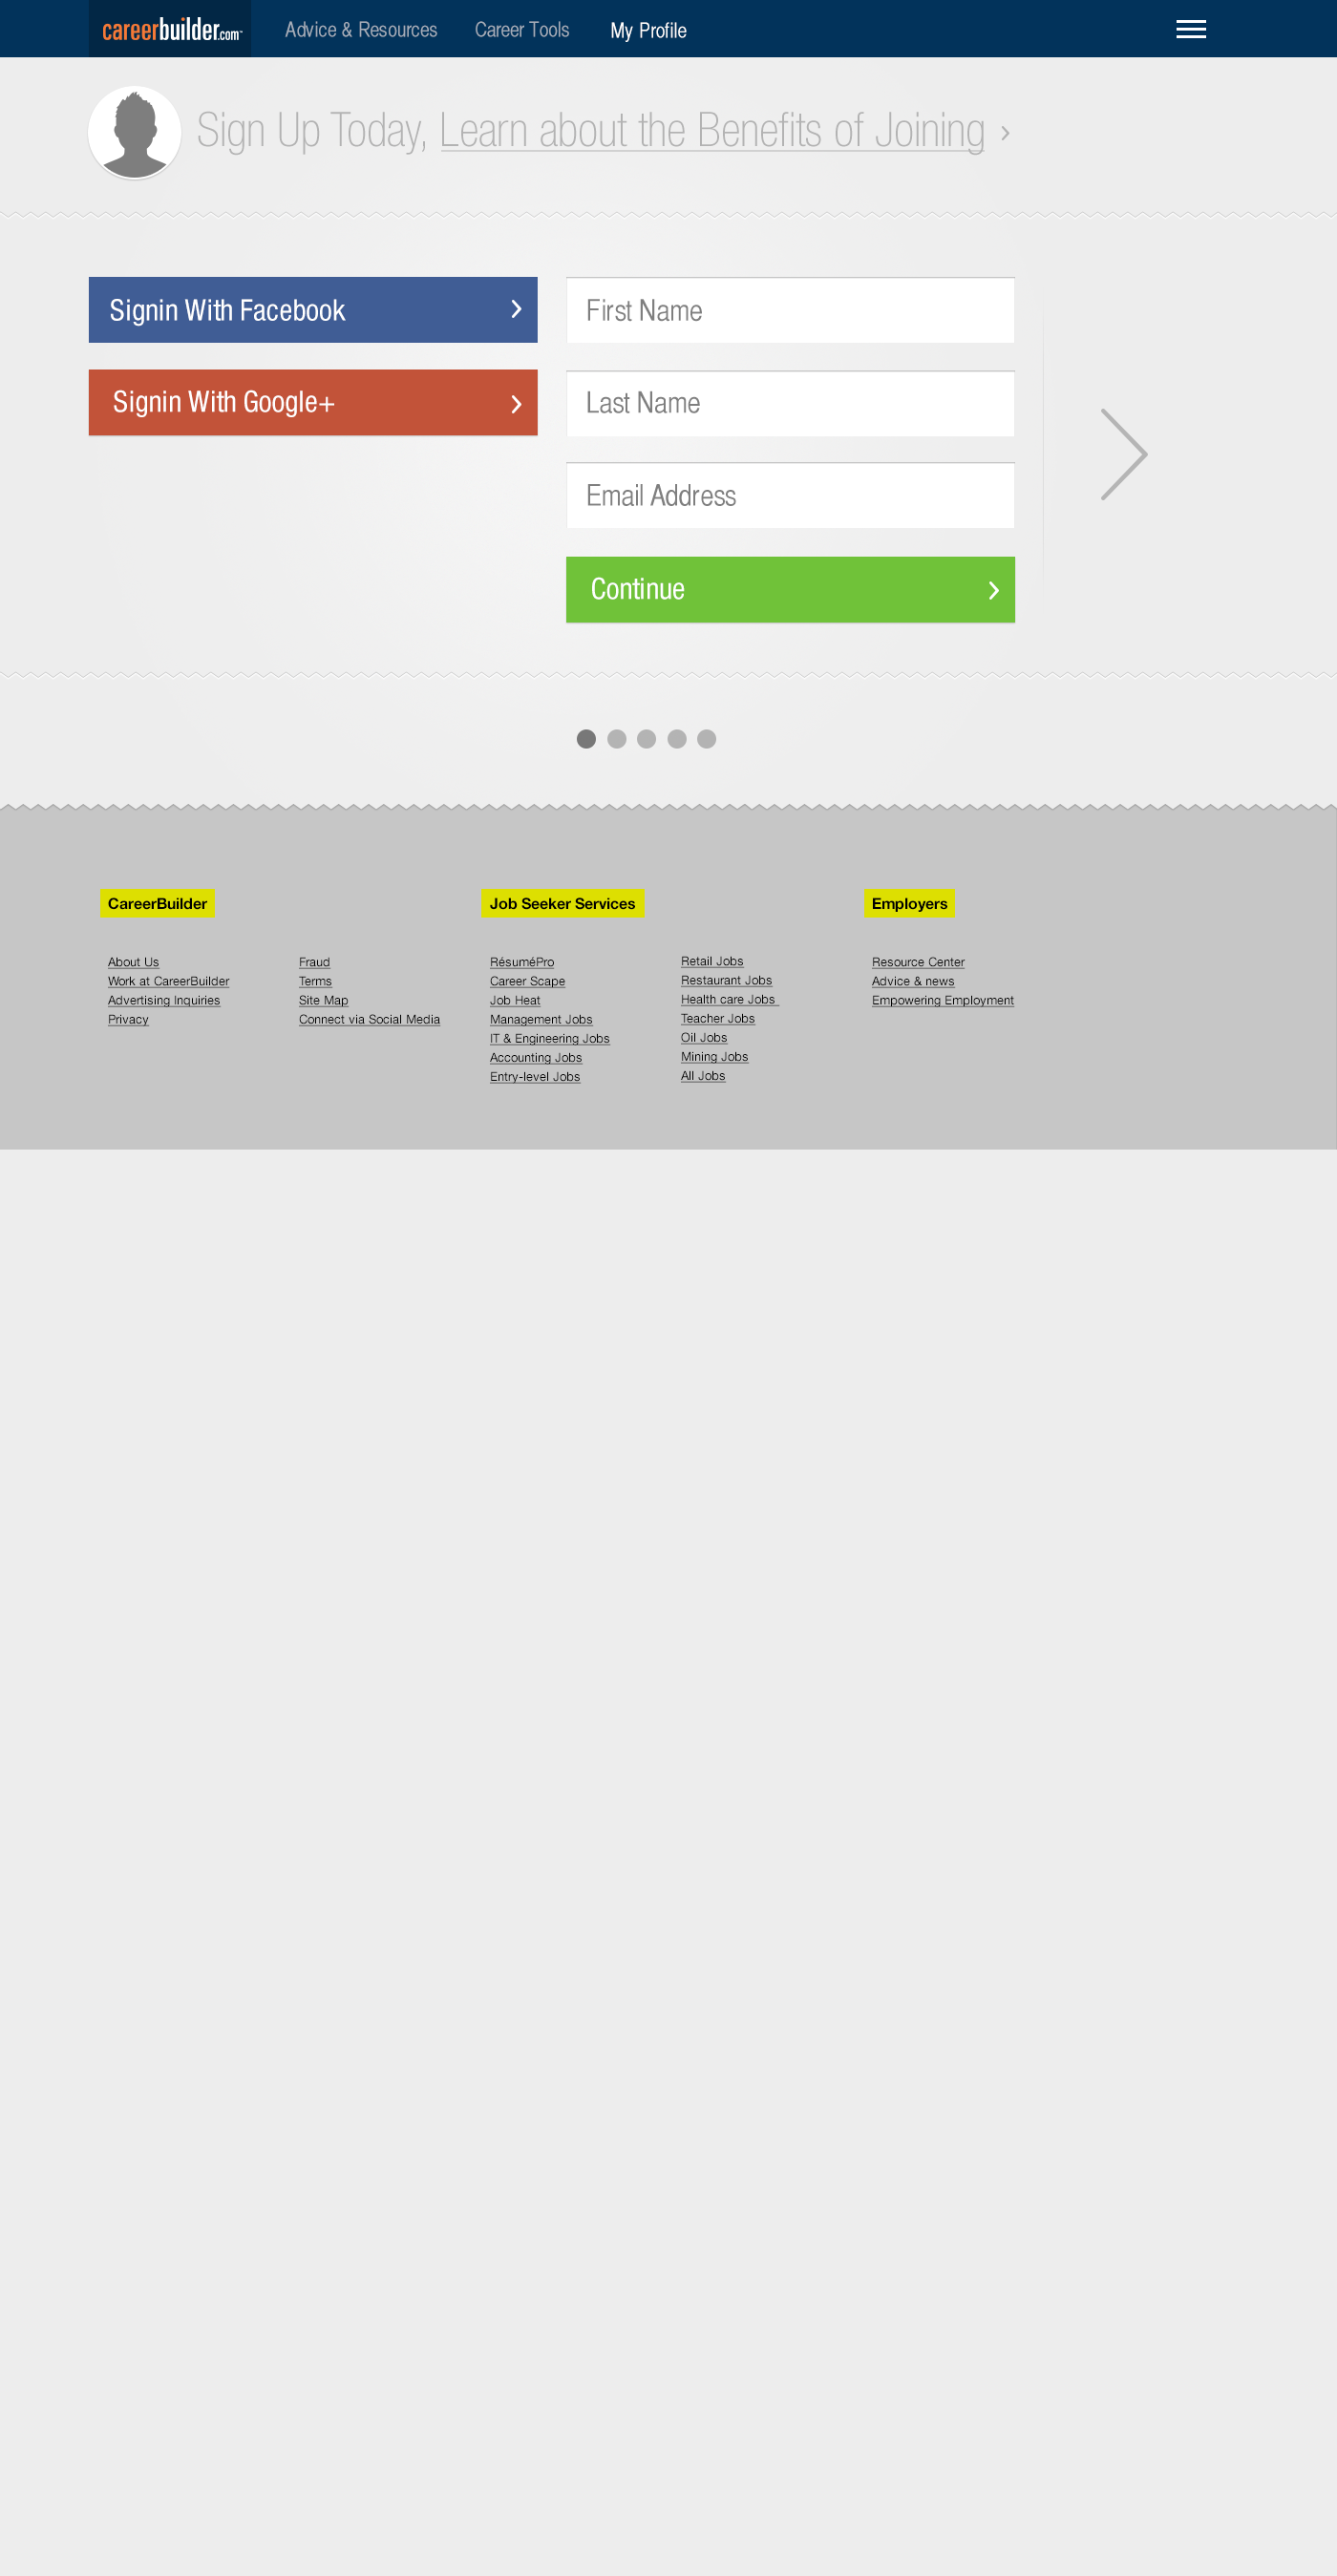 careerbuilder.com
Advice & Resources
Career Tools
My Profile
Sign Up Today, Learn about the Benefits of Joining
Signin With Facebook
Signin With Google+
First Name
Last Name
Email Address
Continue
CareerBuilder
About Us
Work at CareerBuilder
Advertising Inquiries
Privacy
Fraud
Terms
Site Map
Connect via Social Media
Job Seeker Services
RésuméPro
Career Scape
Job Heat
Management Jobs
IT & Engineering Jobs
Accounting Jobs
Entry-level Jobs
Retail Jobs
Restaurant Jobs
Health care Jobs
Teacher Jobs
Oil Jobs
Mining Jobs
All Jobs
Employers
Resource Center
Advice & news
Empowering Employment